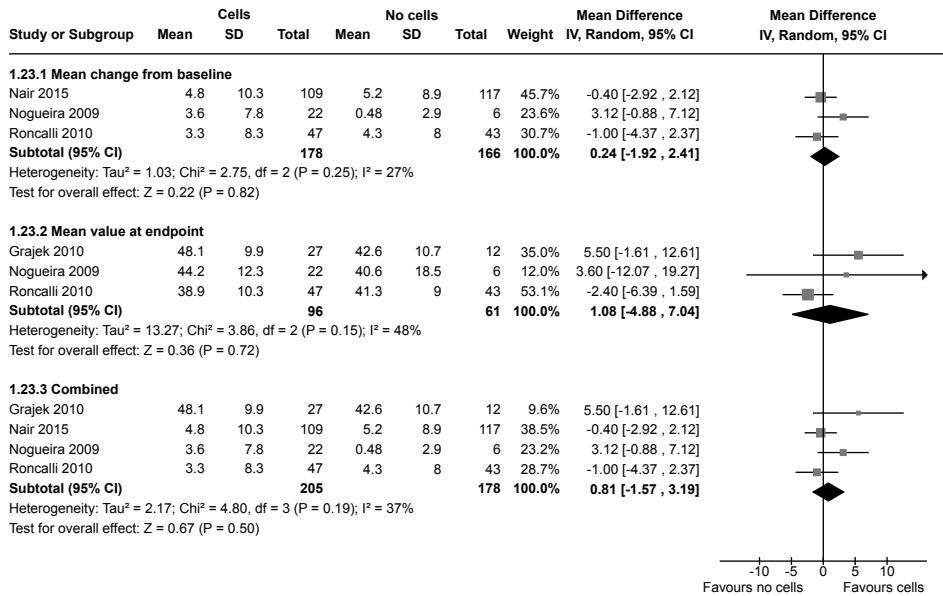 Cells No cells Mean Difference Mean Difference
Study or Subgroup Mean SD Total Mean SD Total Weight IV, Random, 95% CI IV, Random, 95% CI
1.23.1 Mean change from baseline
Nair 2015 4.8 10.3 109 5.2 8.9 117 45.7% -0.40 [-2.92 , 2.12]
Nogueira 2009 3.6 7.8 22 0.48 2.9 6 23.6% 3.12 [-0.88 , 7.12]
Roncalli 2010 3.3 8.3 47 4.3 8 43 30.7% -1.00 [-4.37 , 2.37]
Subtotal (95% CI) 178 166 100.0% 0.24 [-1.92 , 2.41]
Heterogeneity: Tau² = 1.03; Chi² = 2.75, df = 2 (P = 0.25); I² = 27%
Test for overall effect: Z = 0.22 (P = 0.82)
1.23.2 Mean value at endpoint
Grajek 2010 48.1 9.9 27 42.6 10.7 12 35.0% 5.50 [-1.61 , 12.61]
Nogueira 2009 44.2 12.3 22 40.6 18.5 6 12.0% 3.60 [-12.07 , 19.27]
Roncalli 2010 38.9 10.3 47 41.3 9 43 53.1% -2.40 [-6.39 , 1.59]
Subtotal (95% CI) 96 61 100.0% 1.08 [-4.88 , 7.04]
Heterogeneity: Tau² = 13.27; Chi² = 3.86, df = 2 (P = 0.15); I² = 48%
Test for overall effect: Z = 0.36 (P = 0.72)
1.23.3 Combined
Grajek 2010 48.1 9.9 27 42.6 10.7 12 9.6% 5.50 [-1.61 , 12.61]
Nair 2015 4.8 10.3 109 5.2 8.9 117 38.5% -0.40 [-2.92 , 2.12]
Nogueira 2009 3.6 7.8 22 0.48 2.9 6 23.2% 3.12 [-0.88 , 7.12]
Roncalli 2010 3.3 8.3 47 4.3 8 43 28.7% -1.00 [-4.37 , 2.37]
Subtotal (95% CI) 205 178 100.0% 0.81 [-1.57 , 3.19]
Heterogeneity: Tau² = 2.17; Chi² = 4.80, df = 3 (P = 0.19); I² = 37%
Test for overall effect: Z = 0.67 (P = 0.50)
-10 -5 0 5 10
Favours no cells Favours cells